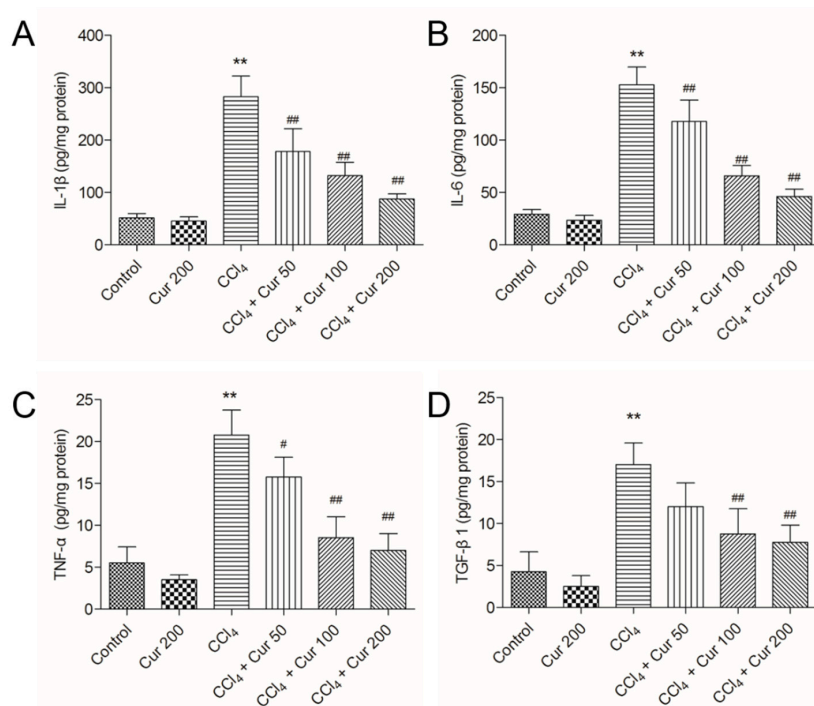 A
IL-1β (pg/mg protein)
400
300
200
100
0
**
##
##
##
Control
Cur 200
CCl₄
CCl₄ + Cur 50
CCl₄ + Cur 100
CCl₄ + Cur 200
B
IL-6 (pg/mg protein)
200
150
100
50
0
**
##
##
##
Control
Cur 200
CCl₄
CCl₄ + Cur 50
CCl₄ + Cur 100
CCl₄ + Cur 200
C
TNF-α (pg/mg protein)
25
20
15
10
5
0
**
#
##
##
Control
Cur 200
CCl₄
CCl₄ + Cur 50
CCl₄ + Cur 100
CCl₄ + Cur 200
D
TGF-β 1 (pg/mg protein)
25
20
15
10
5
0
**
##
##
Control
Cur 200
CCl₄
CCl₄ + Cur 50
CCl₄ + Cur 100
CCl₄ + Cur 200